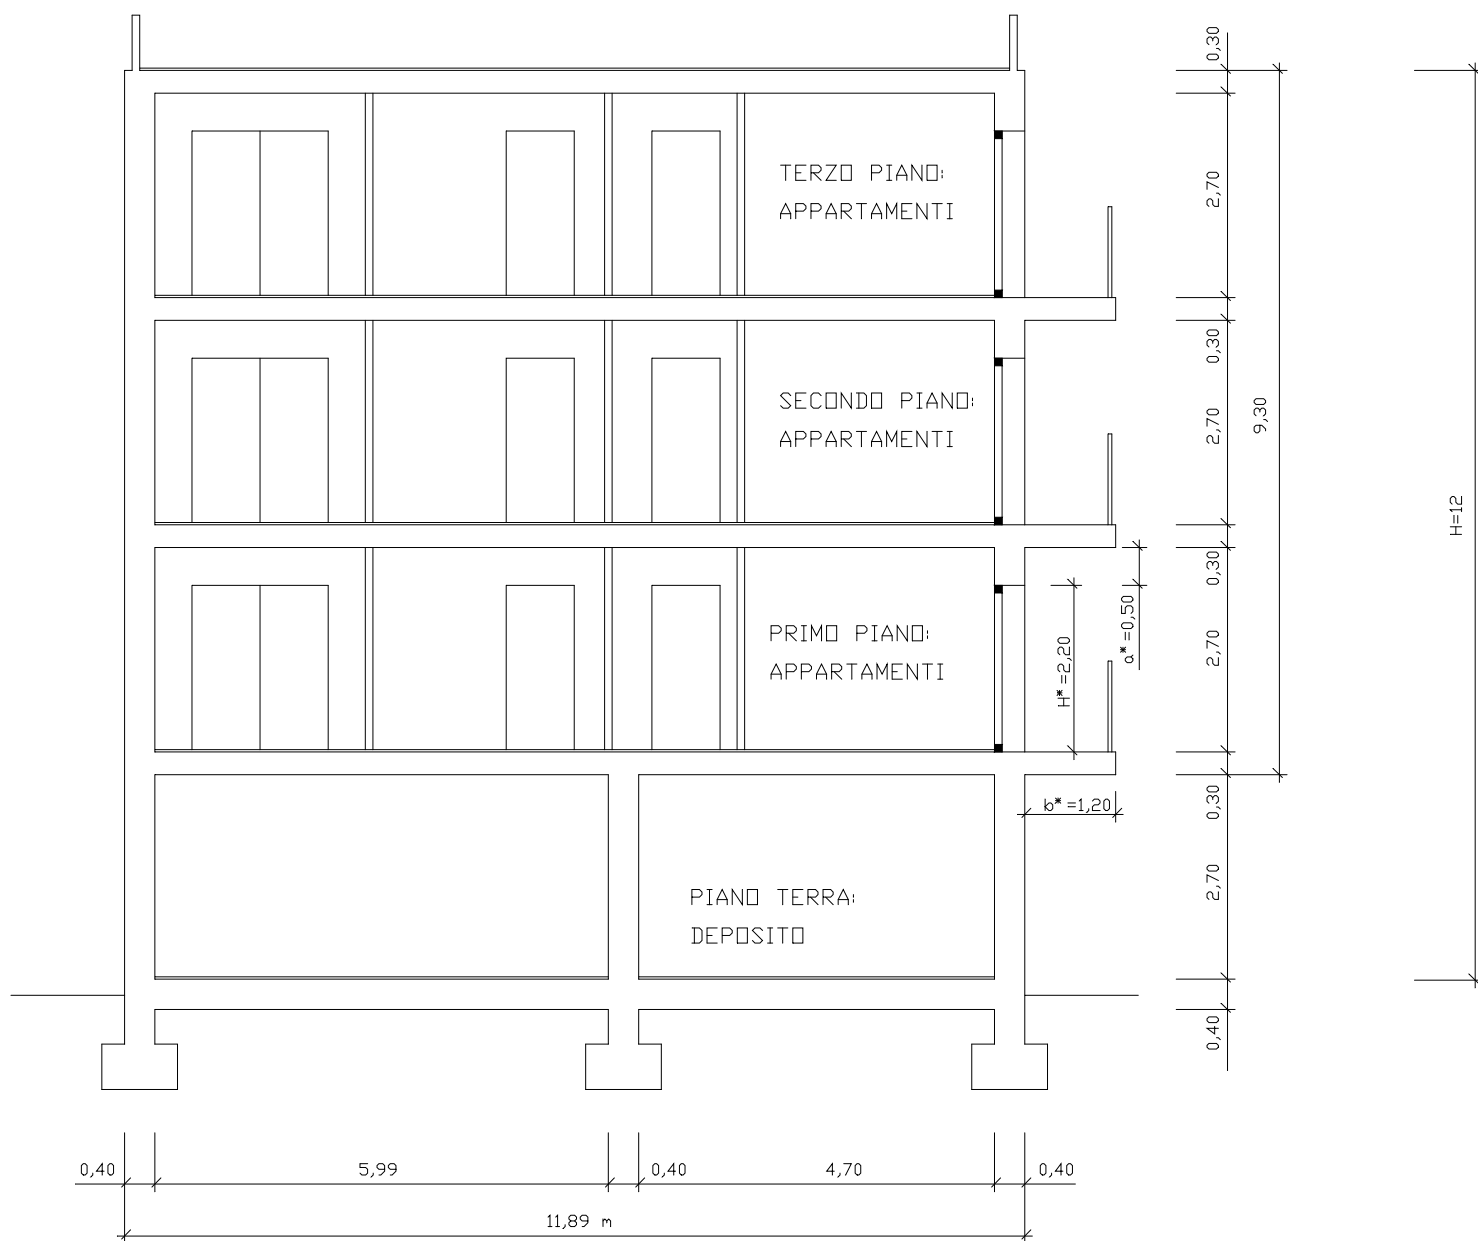 0,30
TERZO PIANO:
APPARTAMENTI
2,70
0,30
SECONDO PIANO:
APPARTAMENTI
2,70
9,30
H=12
0,30
a*=0,50
PRIMO PIANO:
APPARTAMENTI
H*=2,20
2,70
b*=1,20
0,30
PIANO TERRA:
DEPOSITO
2,70
0,40
0,40
5,99
0,40
4,70
0,40
11,89 m